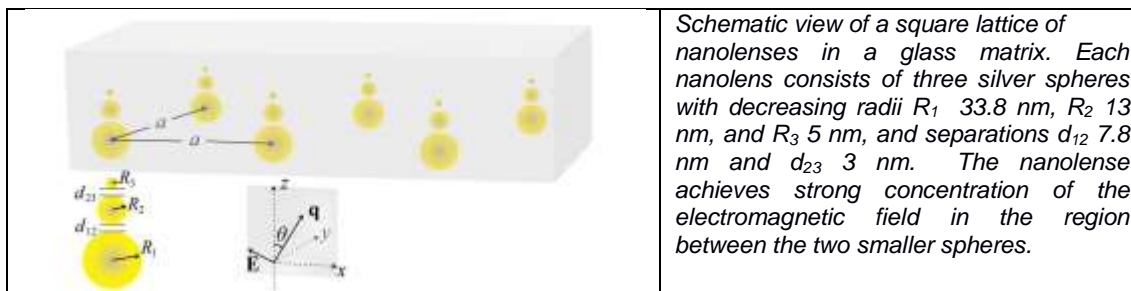 Schematic view of a square lattice of
nanolenses in a glass matrix. Each
nanolens consists of three silver spheres
with decreasing radii R1 33.8 nm, R2 13
nm, and R3 5 nm, and separations d12 7.8
nm and d23 3 nm. The nanolense
achieves strong concentration of the
electromagnetic field in the region
between the two smaller spheres.
a
a
R3
d23
R2
d12
R1
z
q
θ
y
E
x